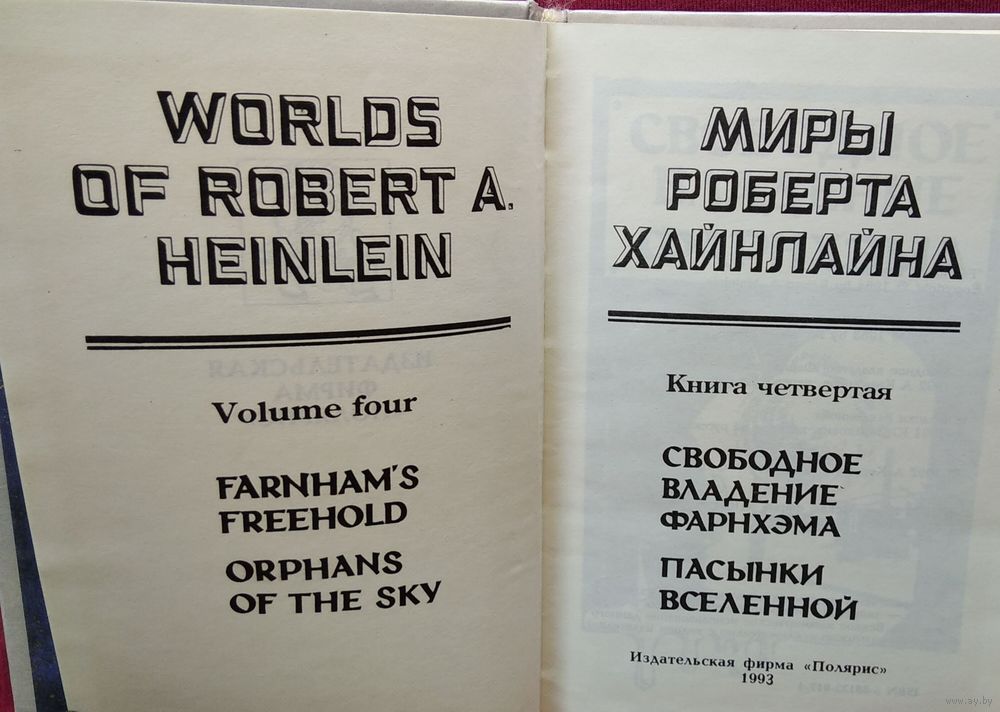 WORLDS
OF ROBERT A.
HEINLEIN
Volume four
FARNHAM'S
FREEHOLD
ORPHANS
OF THE SKY
МИРЫ
РОБЕРТА
ХАЙНЛАЙНА
Книга четвертая
СВОБОДНОЕ
ВЛАДЕНИЕ
ФАРНХЭМА
ПАСЫНКИ
ВСЕЛЕННОЙ
Издательская фирма «Полярис»
1993
www.ay.by